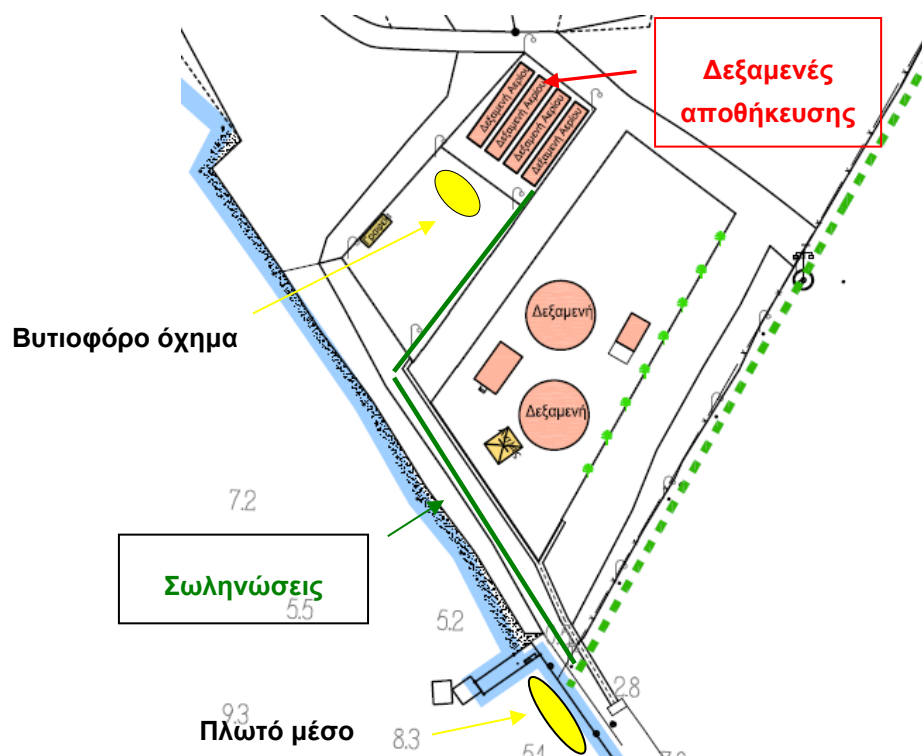 Δεξαμενές
αποθήκευσης
Δεξαμενή Αερίου
Δεξαμενή Αερίου
Δεξαμενή Αερίου
Δεξαμενή Αερίου
Βυτιοφόρο όχημα
Δεξαμενή
Δεξαμενή
7.2
Σωληνώσεις
5.5
5.2
2.8
9.3
Πλωτό μέσο
8.3